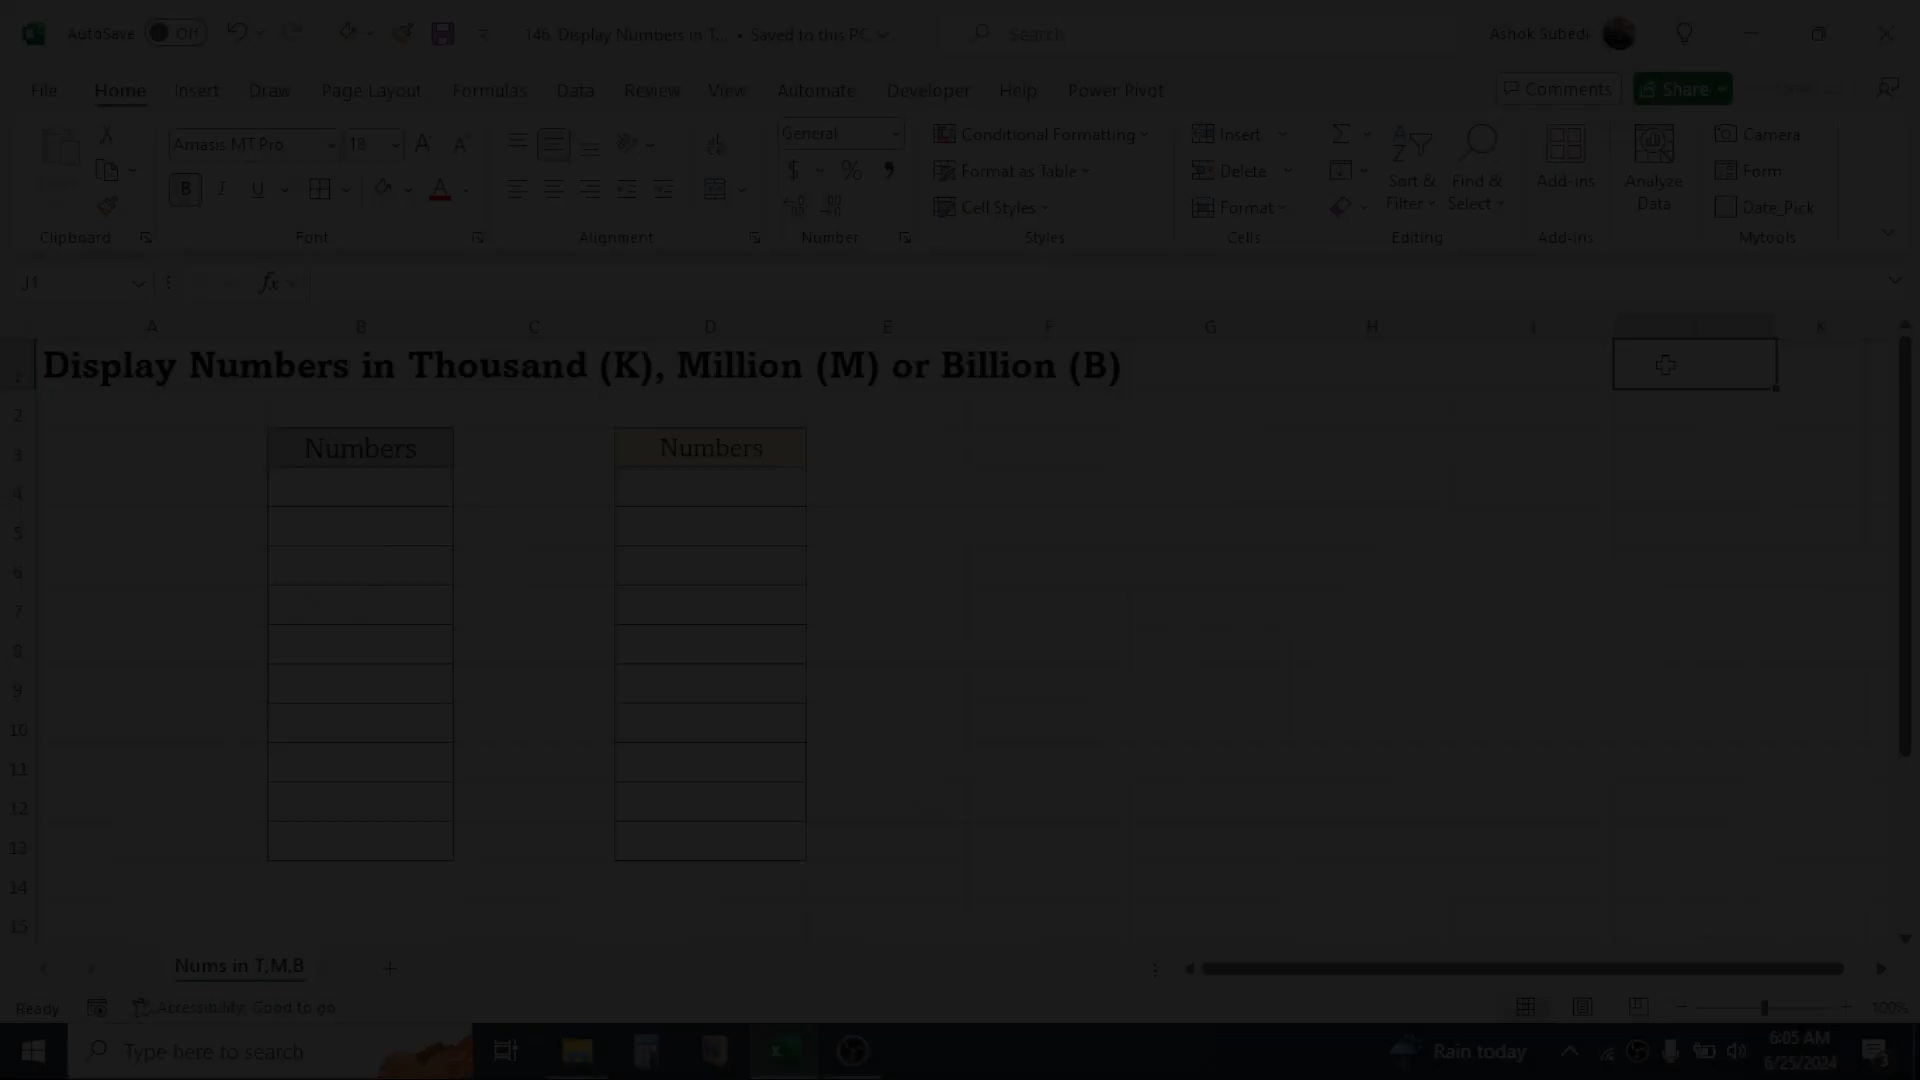 AutoSave Off 146. Display Numbers in T... • Saved to this PC Search Ashok Subedi
File Home Insert Draw Page Layout Formulas Data Review View Automate Developer Help Power Pivot Comments Share
Amasis MT Pro 18 General Conditional Formatting Insert Camera
B I U A $ % Format as Table Delete Sort & Find & Add-ins Analyze Form
Cell Styles Format Filter Select Data Date_Pick
Clipboard Font Alignment Number Styles Cells Editing Add-ins Mytools
J1 fx
A B C D E F G H I K
1 Display Numbers in Thousand (K), Million (M) or Billion (B)
2
3 Numbers Numbers
4
5
6
7
8
9
10
11
12
13
14
15
Nums in T,M,B
Ready Accessibility: Good to go 100%
Type here to search Rain today 6:05 AM
6/25/2024 3